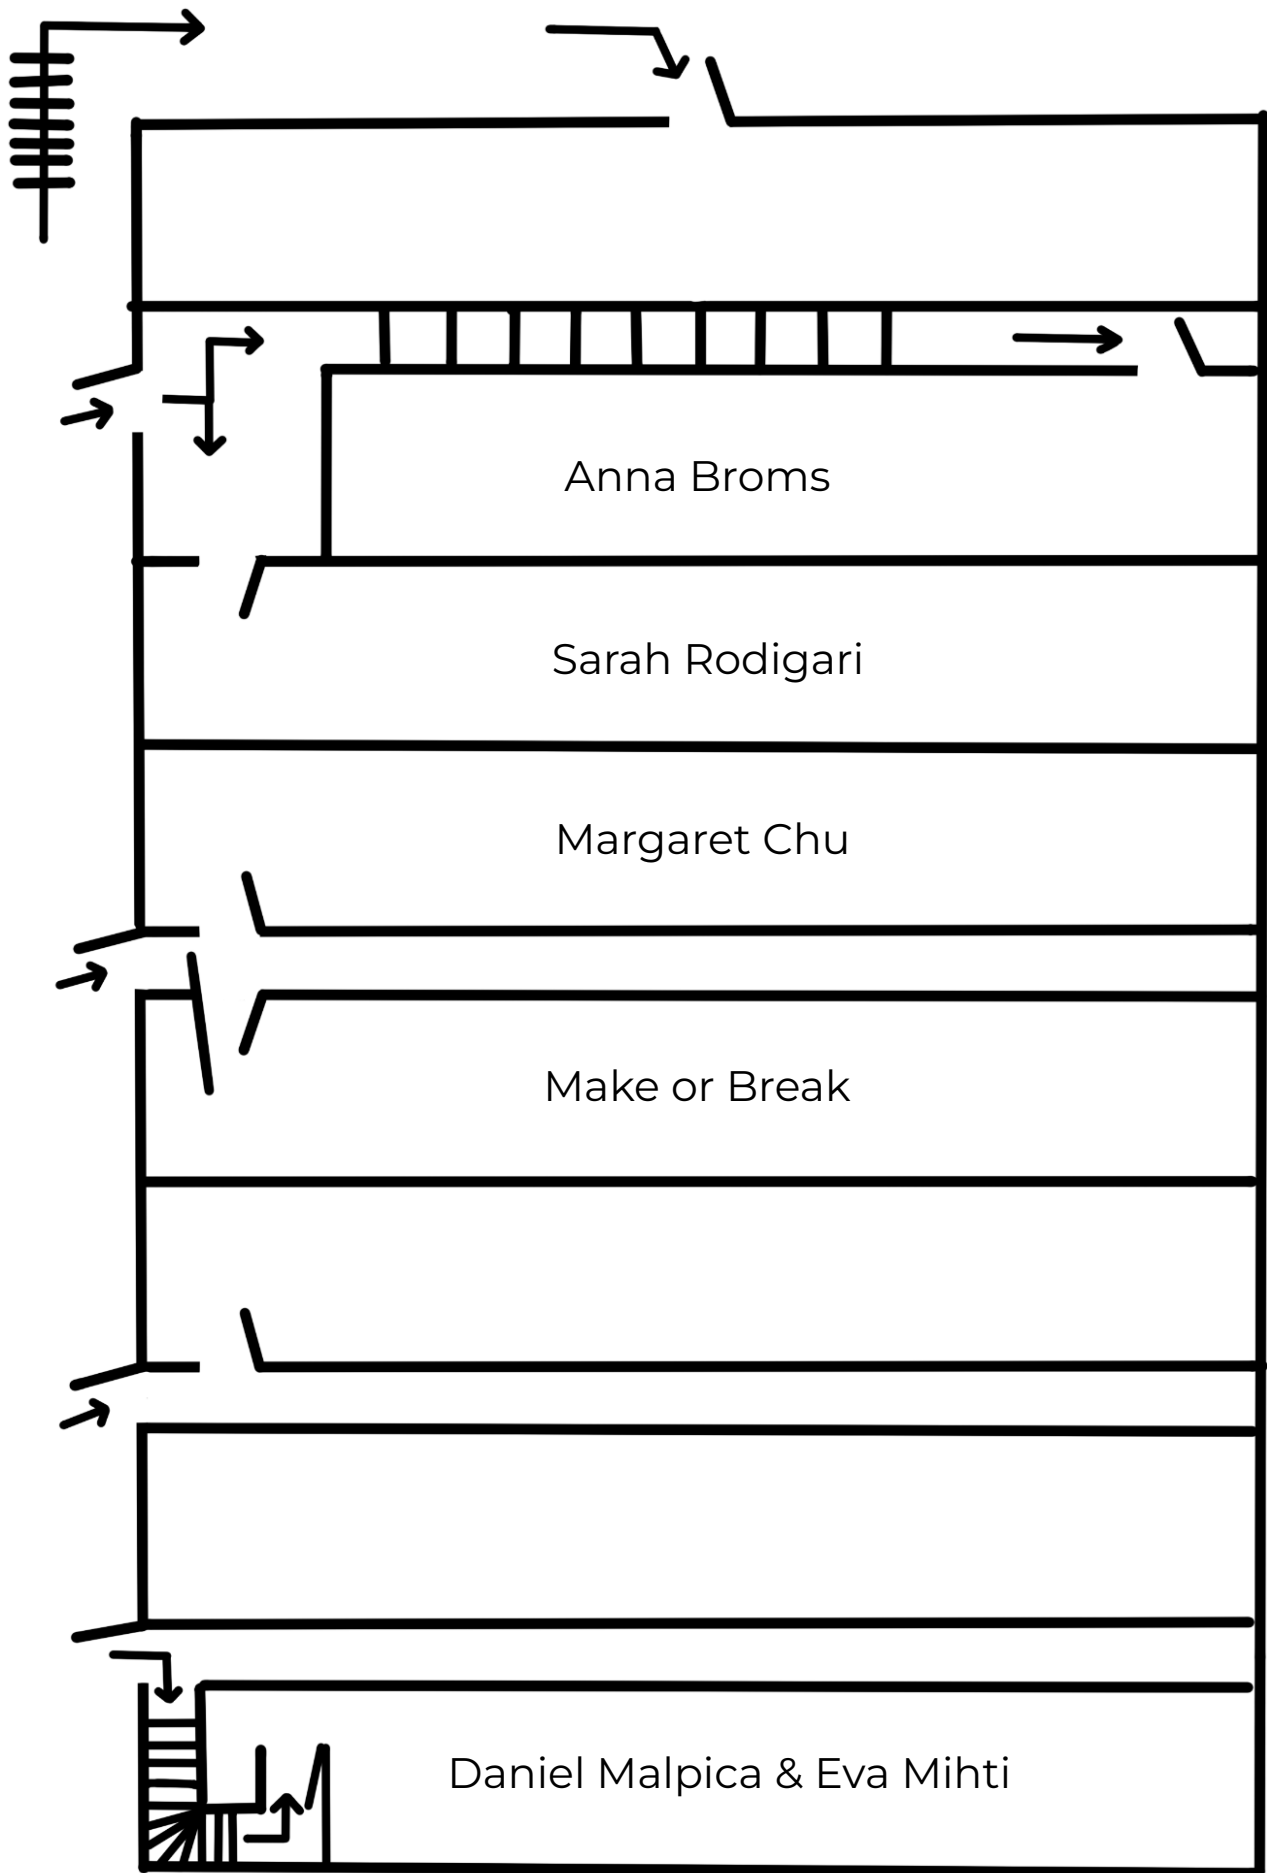 Anna Broms
Sarah Rodigari
Margaret Chu
Make or Break
Daniel Malpica & Eva Mihti